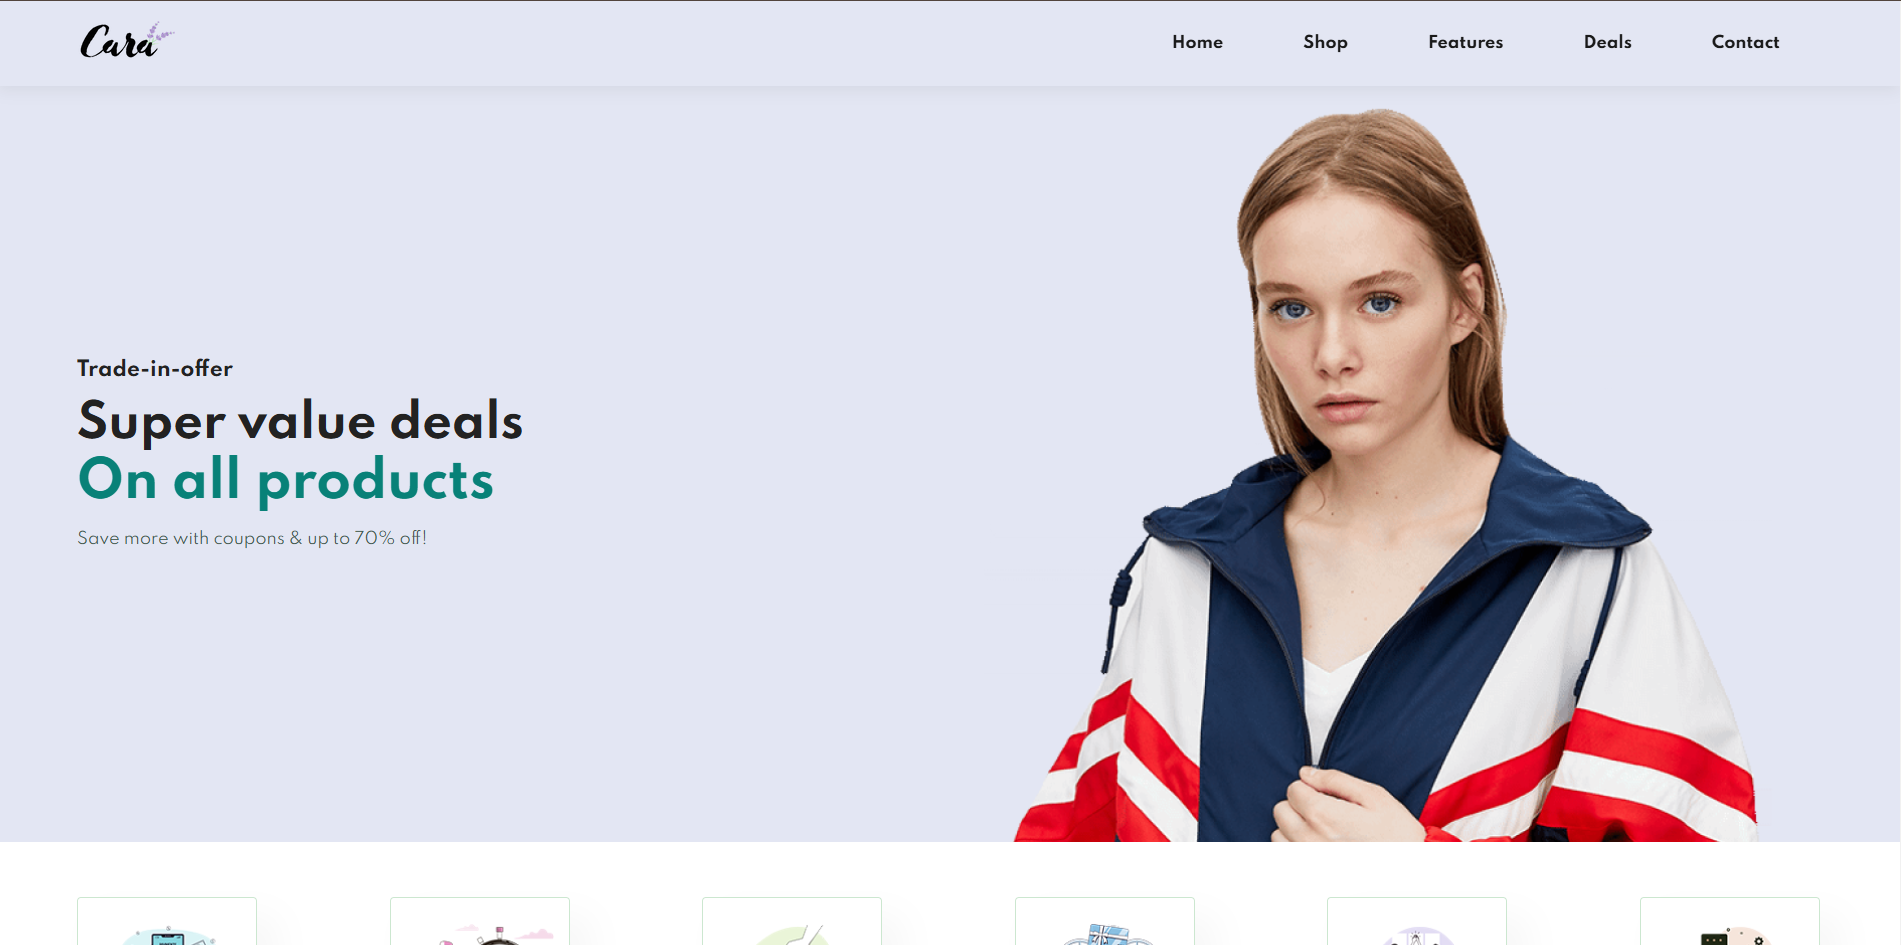 Cara
Home
Shop
Features
Deals
Contact
Trade-in-offer
Super value deals
On all products
Save more with coupons & up to 70% off!